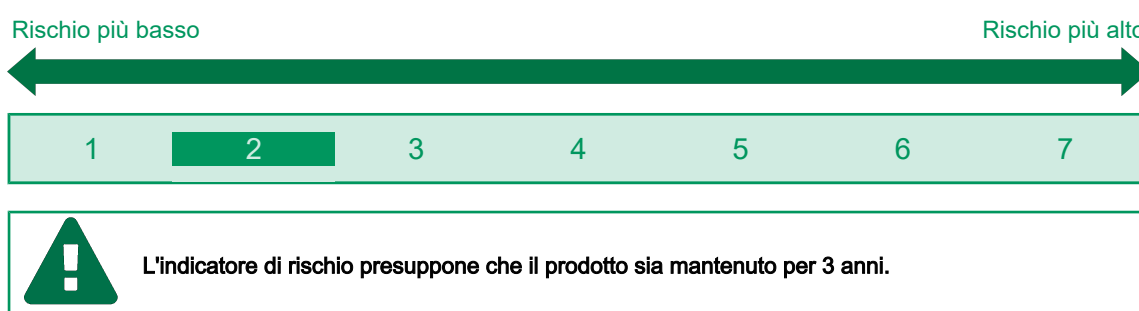 Rischio più basso Rischio più alto
1 2 3 4 5 6 7
L'indicatore di rischio presuppone che il prodotto sia mantenuto per 3 anni.